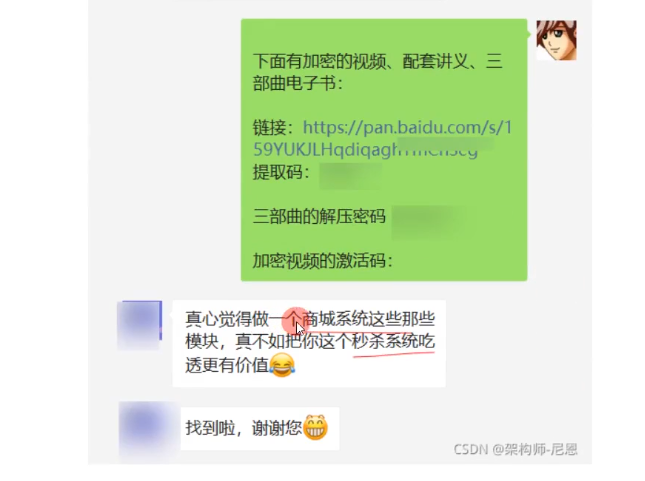 下面有加密的视频、配套讲义、三
部曲电子书：
链接：https://pan.baidu.com/s/1
提取码：
三部曲的解压密码
加密视频的激活码：
真心觉得做一个商城系统这些那些
模块，真不如把你这个秒杀系统吃
透更有价值😂
找到啦，谢谢您😁
CSDN @架构师-尼恩